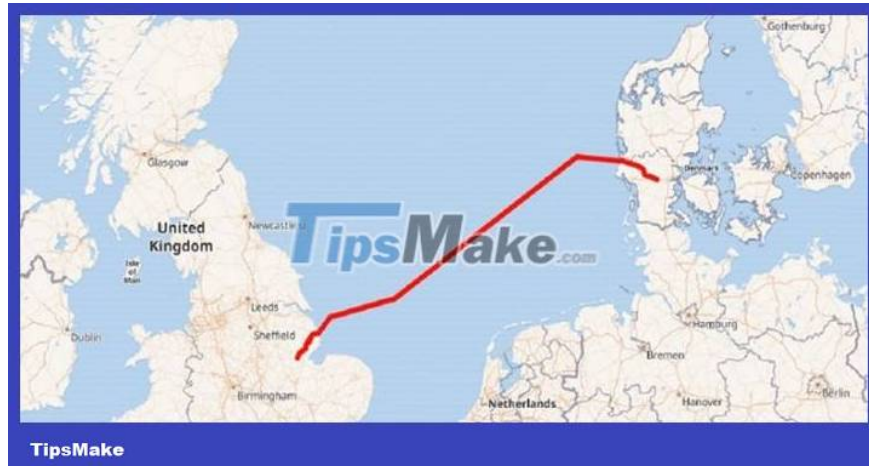 Gothenburg
Glasgow
Denmark
Copenhagen
United
Kingdom
Newcastle
Isle
of
Man
TipsMake.com
Leeds
Sheffield
Dublin
Hamburg
Bremen
Birmingham
Netherlands
Hanover
Berlin
TipsMake